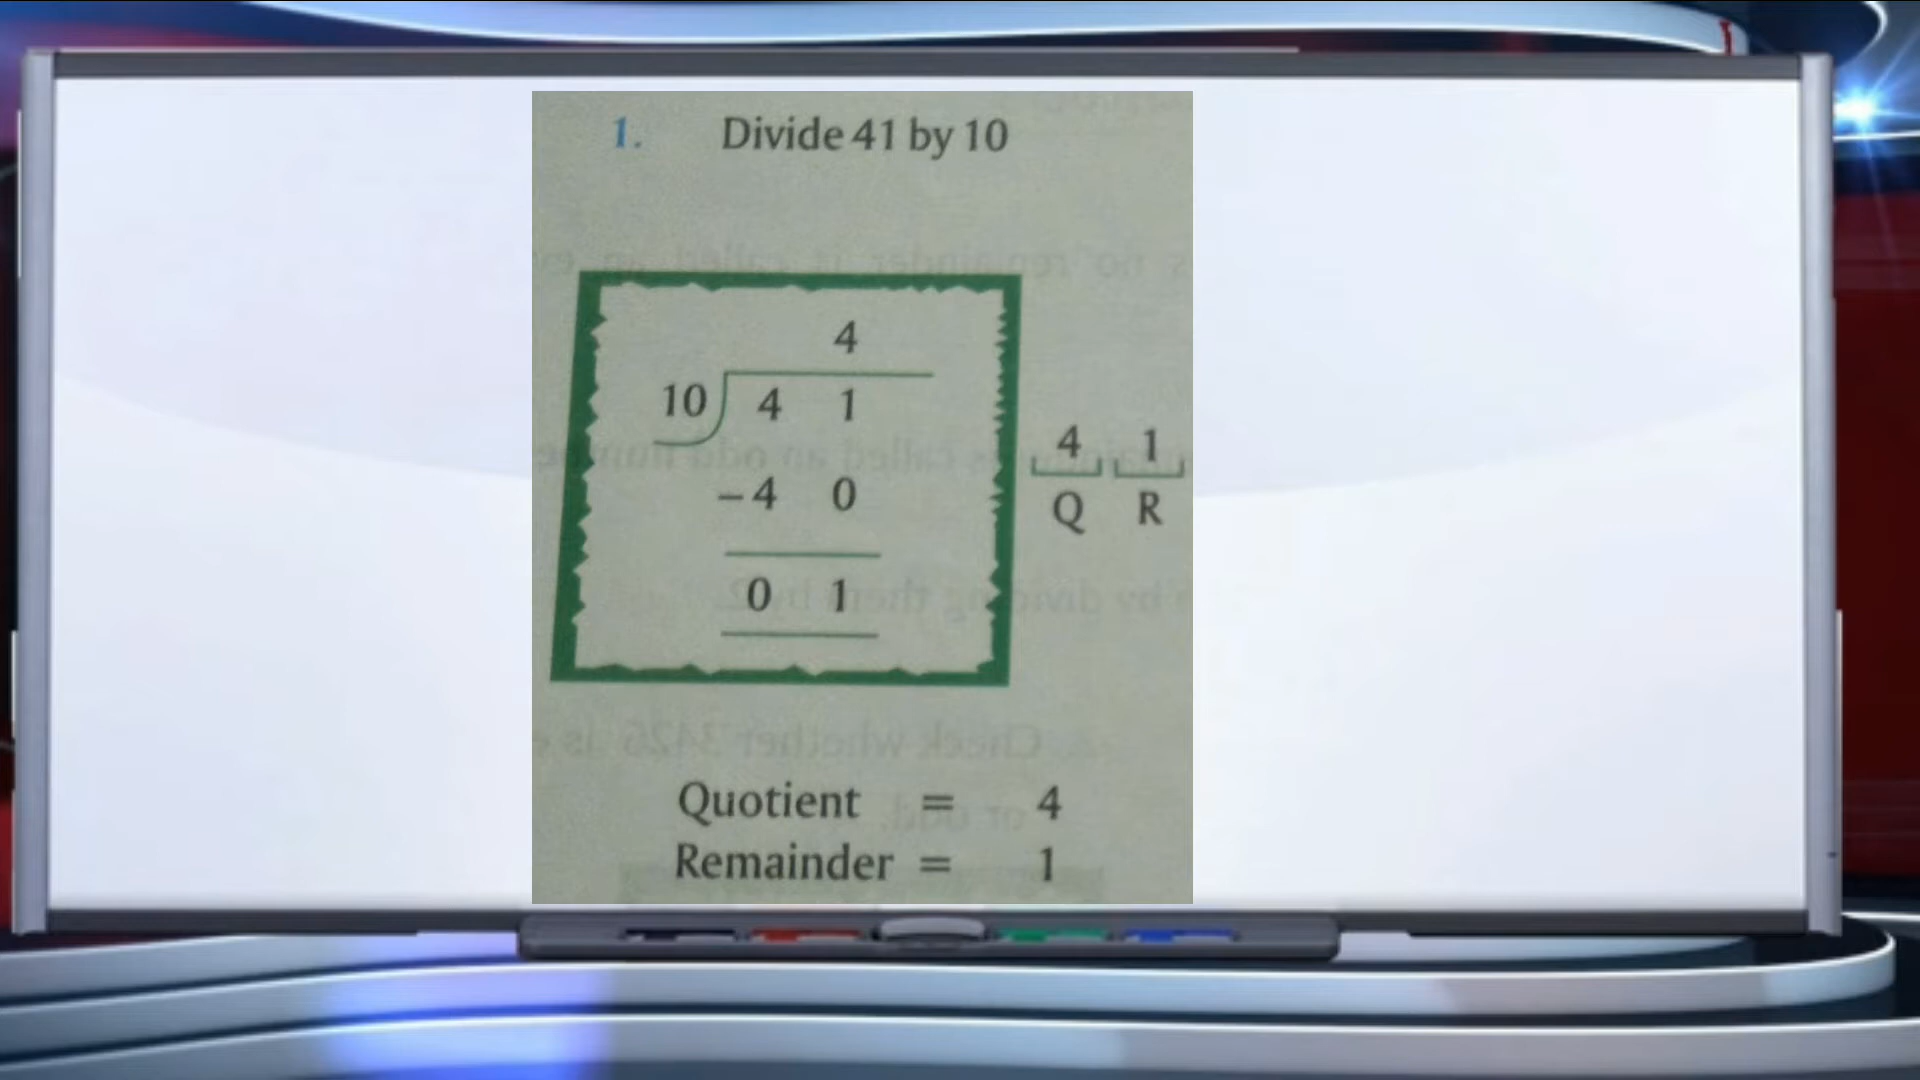 1. Divide 41 by 10
4
10 4 1
4 1
-4 0
Q R
0 1
Quotient = 4
Remainder = 1